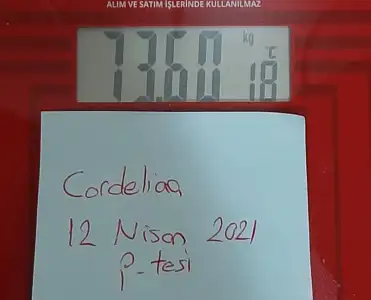 ALIM VE SATIM İŞLERİNDE KULLANILMAZ
73.60 kg
°C
18
Cordeliaa
12 Nisan 2021
P-tesi